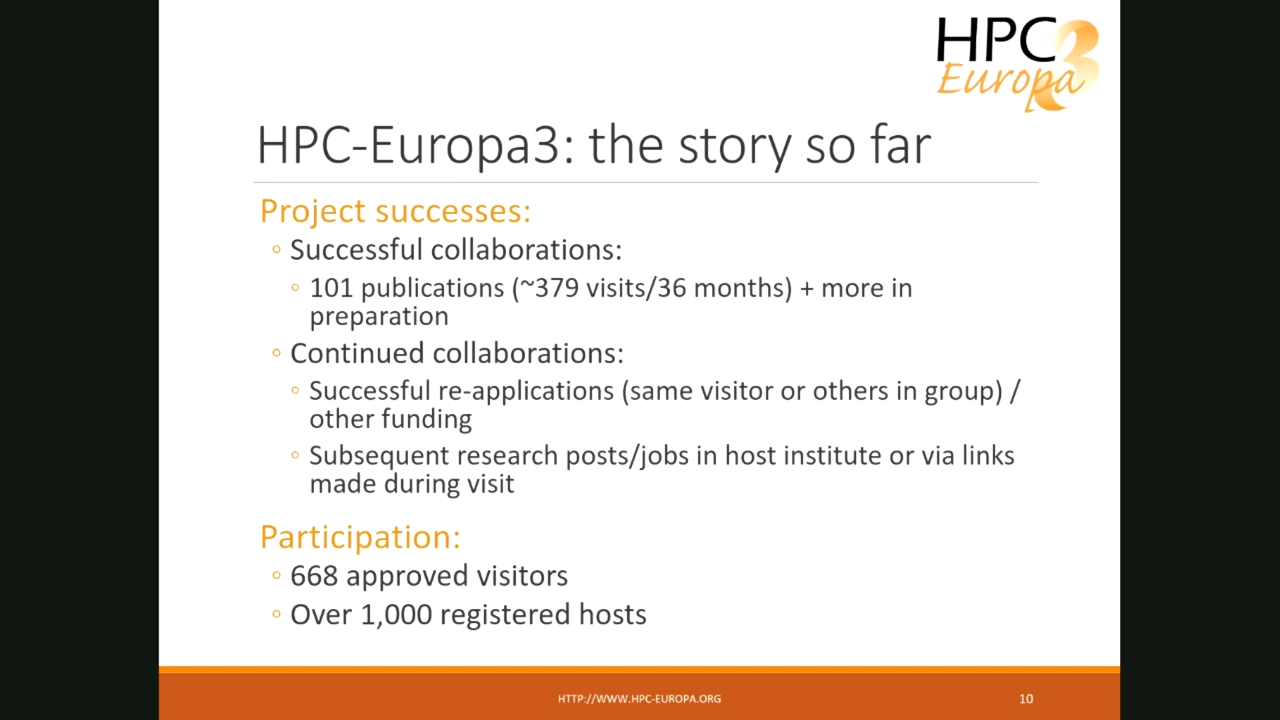 HPC
3
Europa
HPC-Europa3: the story so far
Project successes:
◦ Successful collaborations:
◦ 101 publications (~379 visits/36 months) + more in
preparation
◦ Continued collaborations:
◦ Successful re-applications (same visitor or others in group) /
other funding
◦ Subsequent research posts/jobs in host institute or via links
made during visit
Participation:
◦ 668 approved visitors
◦ Over 1,000 registered hosts
HTTP://WWW.HPC-EUROPA.ORG
10